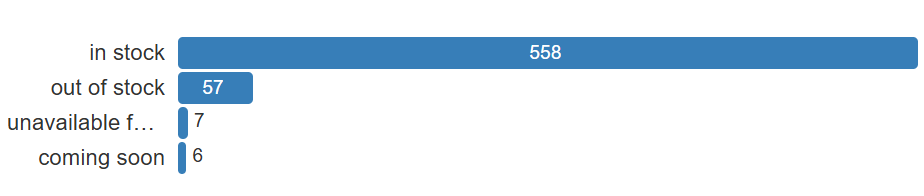 in stock 558
out of stock 57
unavailable f... 7
coming soon 6